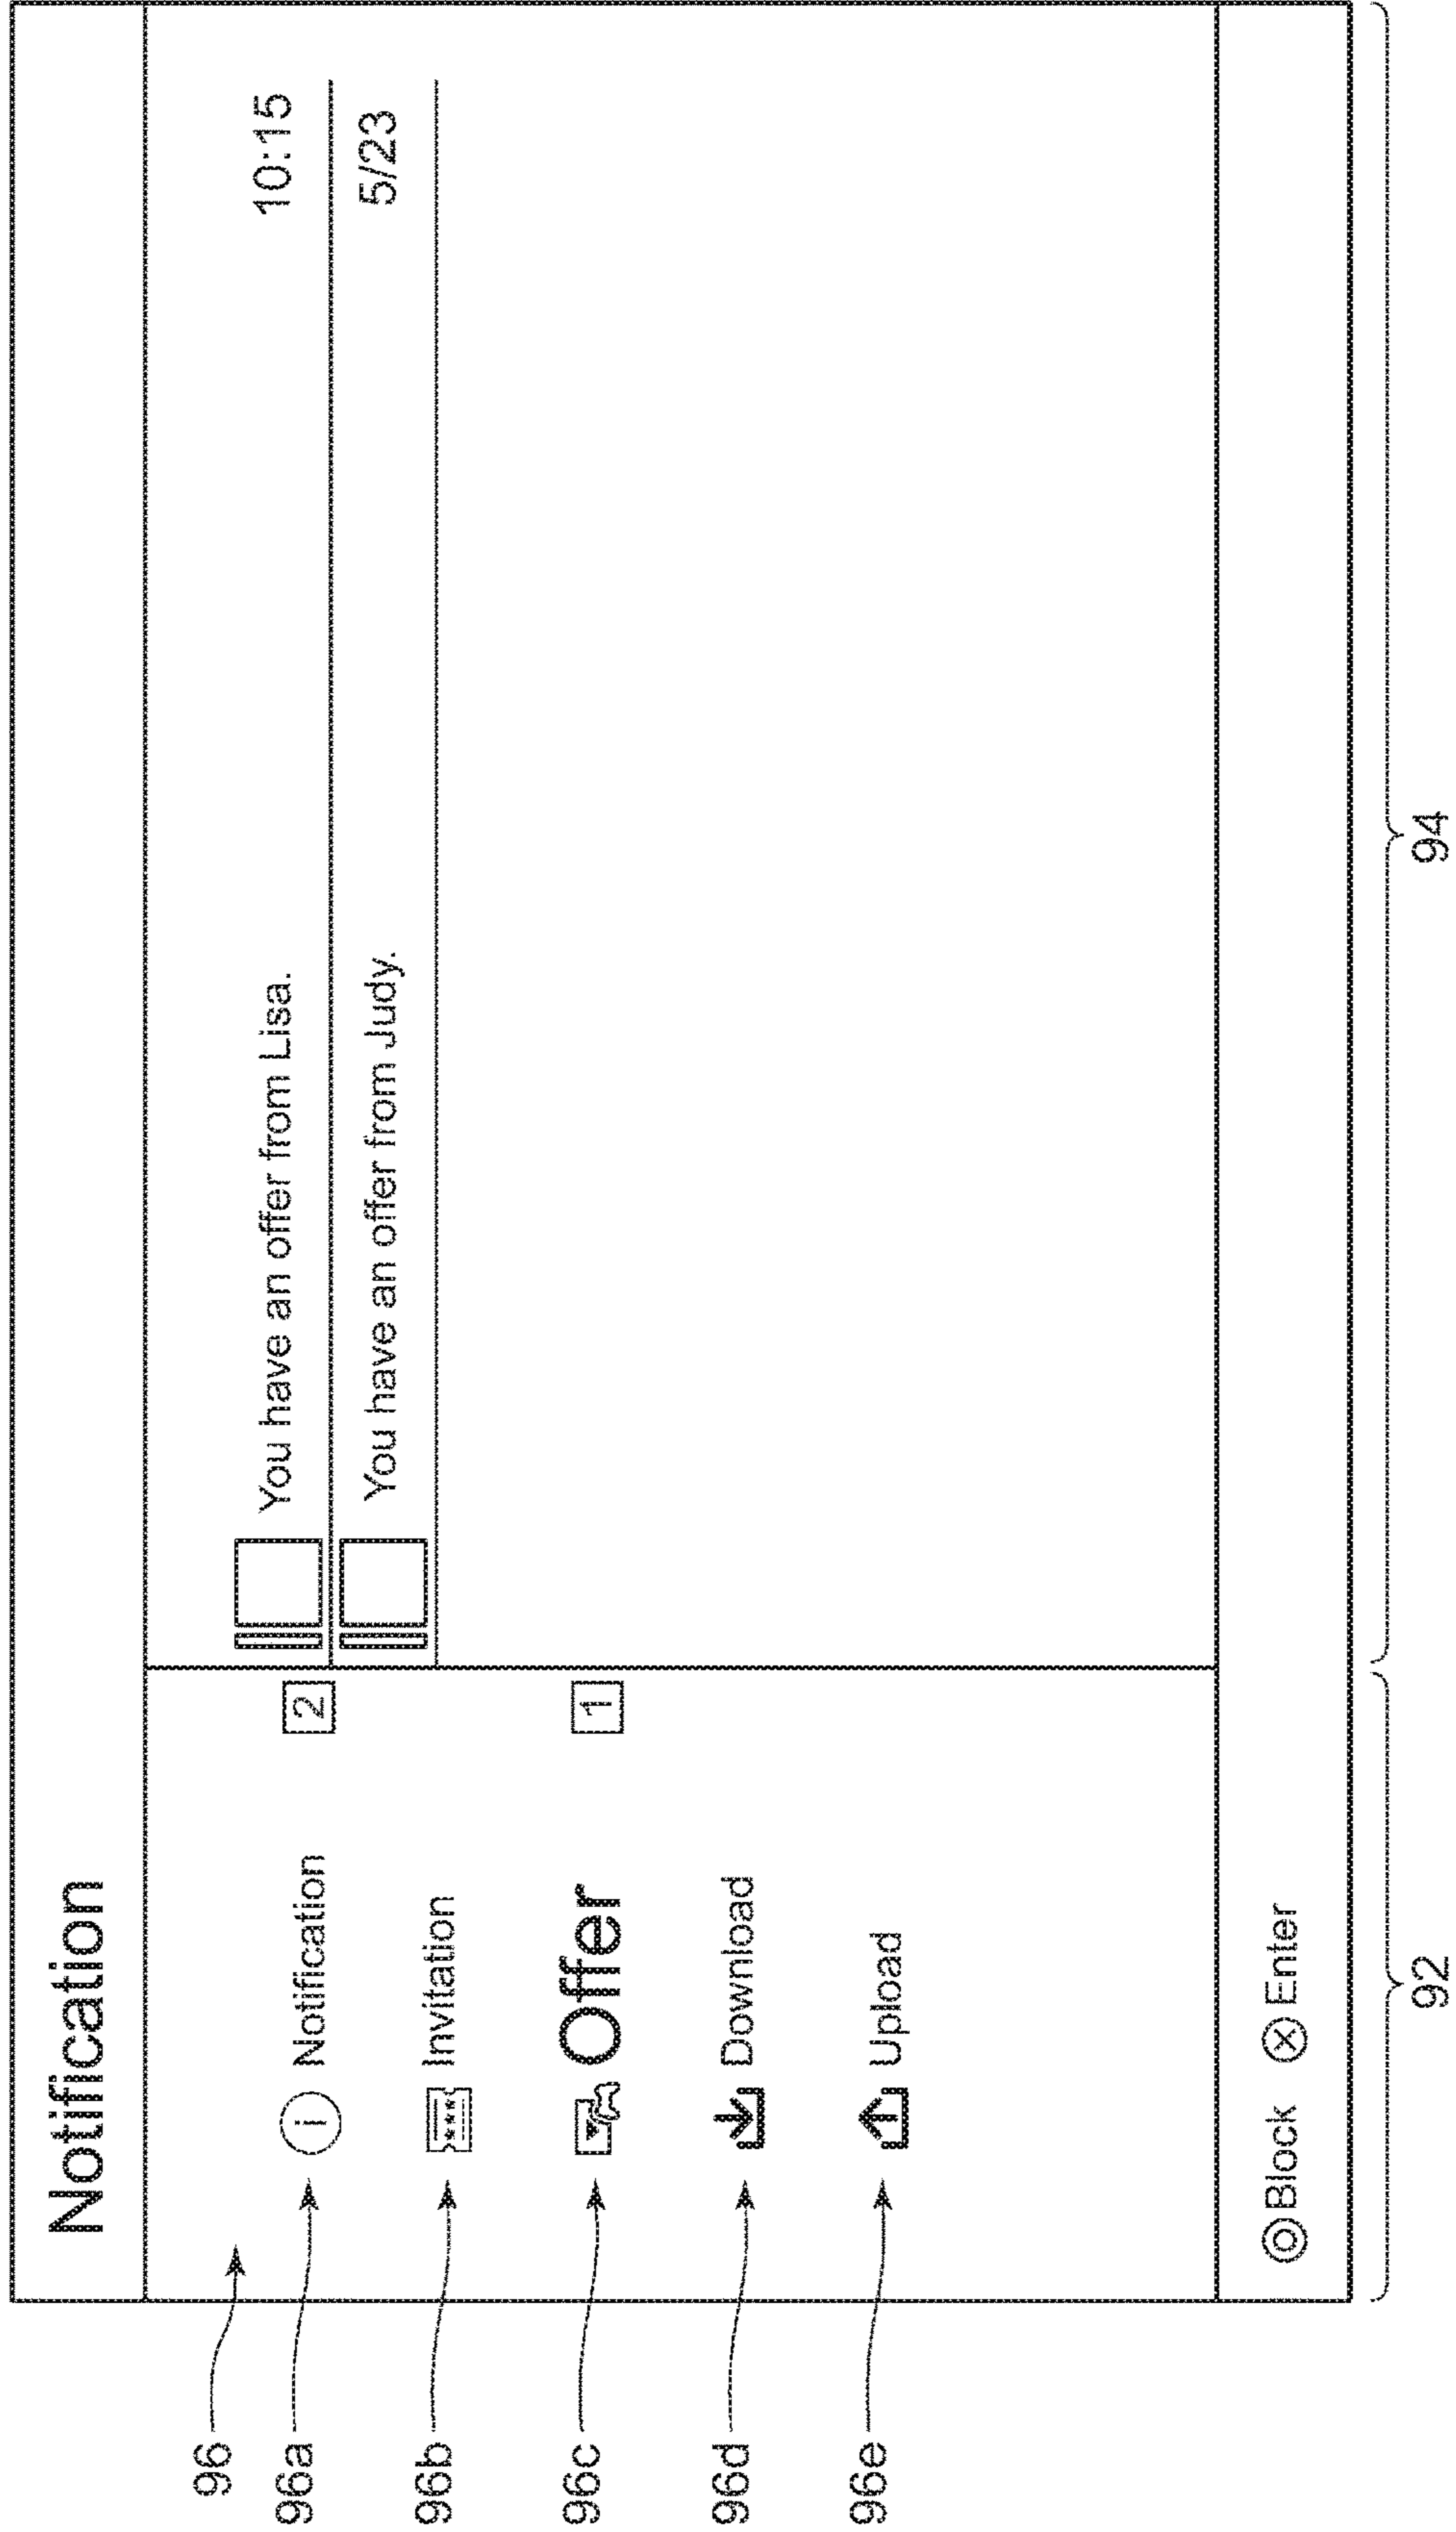 Notification
96
96a
i Notification 2
You have an offer from Lisa. 10:15
You have an offer from Judy. 5/23
96b
Invitation
96c
Offer 1
96d
Download
96e
Upload
Block Enter
92
94